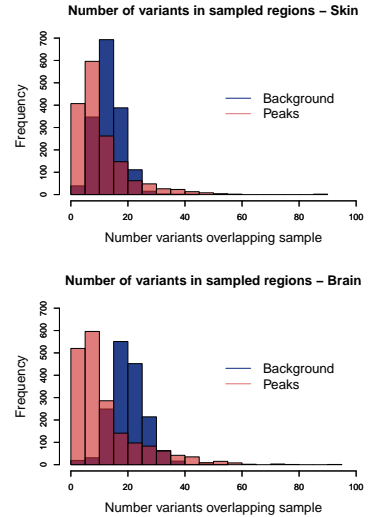 Number of variants in sampled regions − Skin
700
600
500
400
300
200
100
0
Frequency
Background
Peaks
0 20 40 60 80 100
Number variants overlapping sample
Number of variants in sampled regions − Brain
700
600
500
400
300
200
100
0
Frequency
Background
Peaks
0 20 40 60 80 100
Number variants overlapping sample